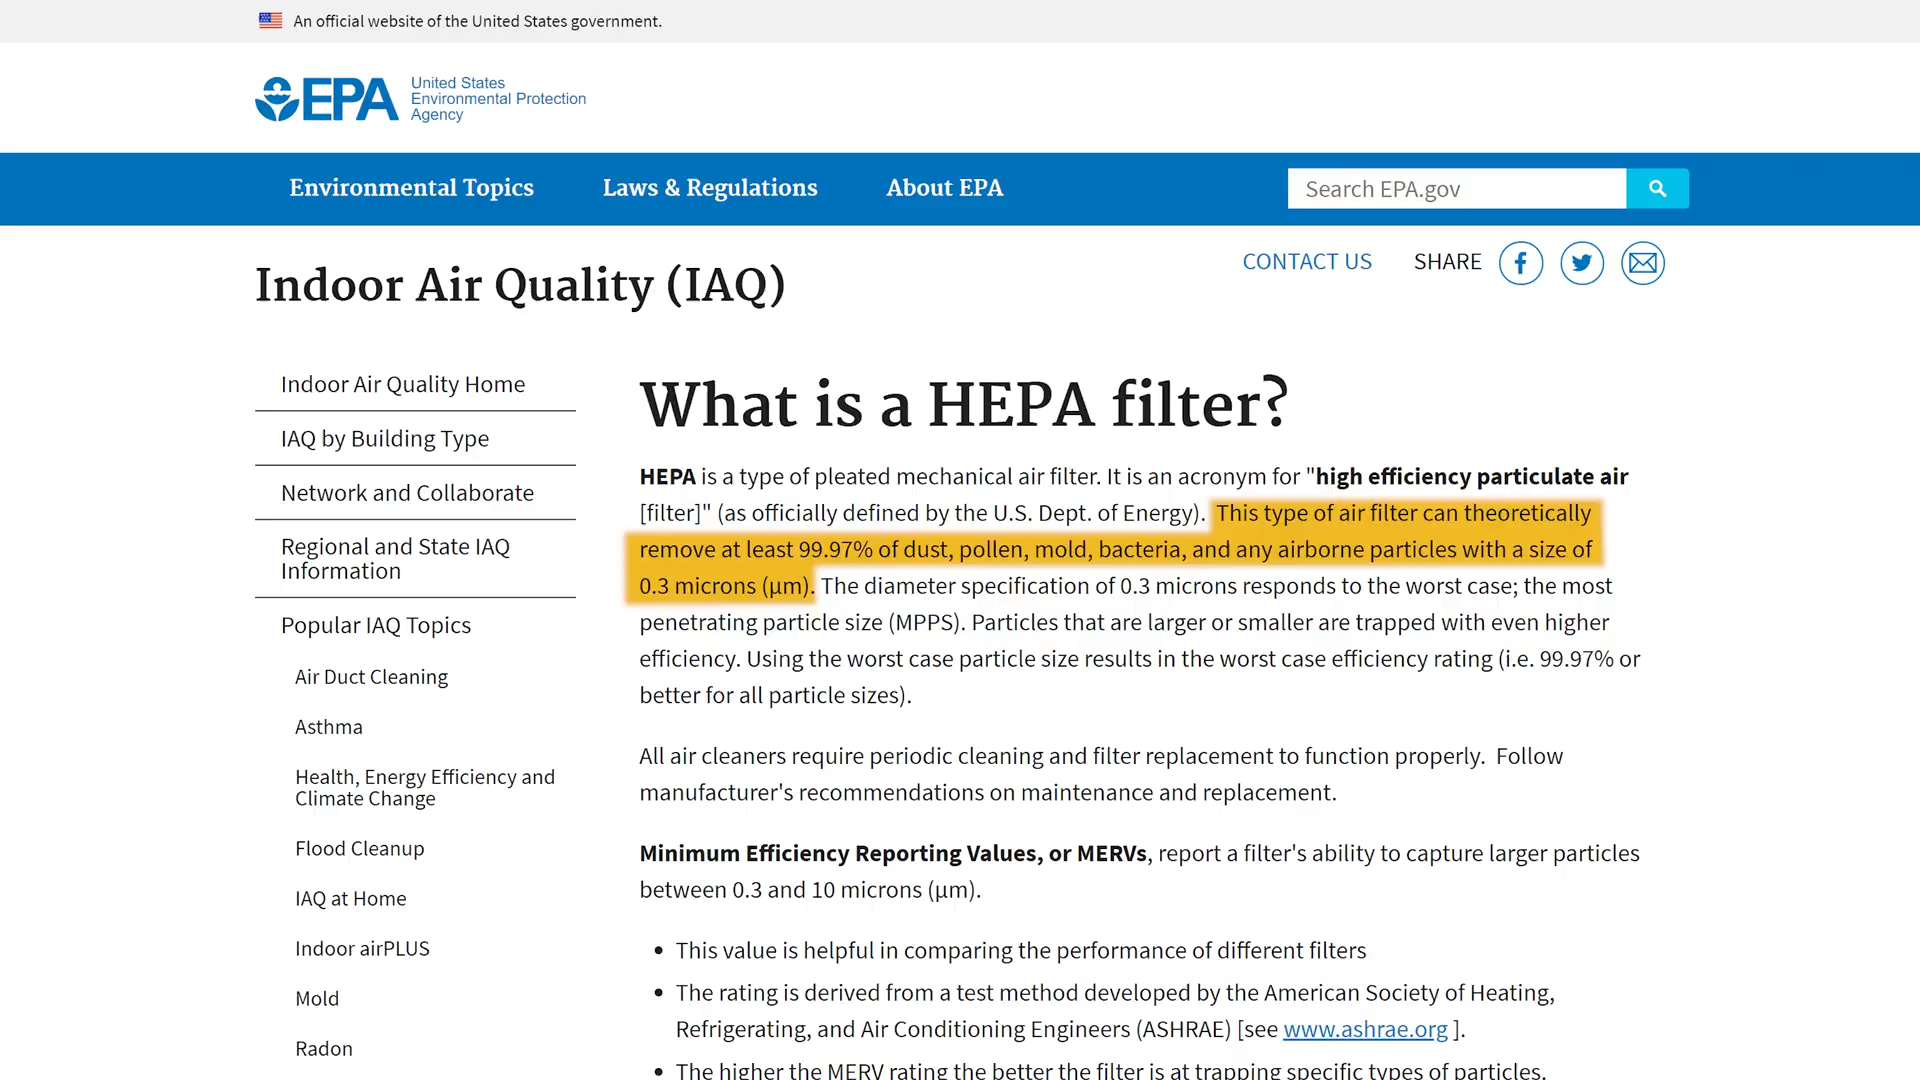 An official website of the United States government.
EPA
United States
Environmental Protection
Agency
Environmental Topics
Laws & Regulations
About EPA
Search EPA.gov
CONTACT US
SHARE
Indoor Air Quality (IAQ)
Indoor Air Quality Home
IAQ by Building Type
Network and Collaborate
Regional and State IAQ
Information
Popular IAQ Topics
Air Duct Cleaning
Asthma
Health, Energy Efficiency and
Climate Change
Flood Cleanup
IAQ at Home
Indoor airPLUS
Mold
Radon
What is a HEPA filter?
HEPA is a type of pleated mechanical air filter. It is an acronym for "high efficiency particulate air
[filter]" (as officially defined by the U.S. Dept. of Energy). This type of air filter can theoretically
remove at least 99.97% of dust, pollen, mold, bacteria, and any airborne particles with a size of
0.3 microns (µm). The diameter specification of 0.3 microns responds to the worst case; the most
penetrating particle size (MPPS). Particles that are larger or smaller are trapped with even higher
efficiency. Using the worst case particle size results in the worst case efficiency rating (i.e. 99.97% or
better for all particle sizes).
All air cleaners require periodic cleaning and filter replacement to function properly. Follow
manufacturer's recommendations on maintenance and replacement.
Minimum Efficiency Reporting Values, or MERVs, report a filter's ability to capture larger particles
between 0.3 and 10 microns (µm).
• This value is helpful in comparing the performance of different filters
• The rating is derived from a test method developed by the American Society of Heating,
Refrigerating, and Air Conditioning Engineers (ASHRAE) [see www.ashrae.org ].
• The higher the MERV rating the better the filter is at trapping specific types of particles.